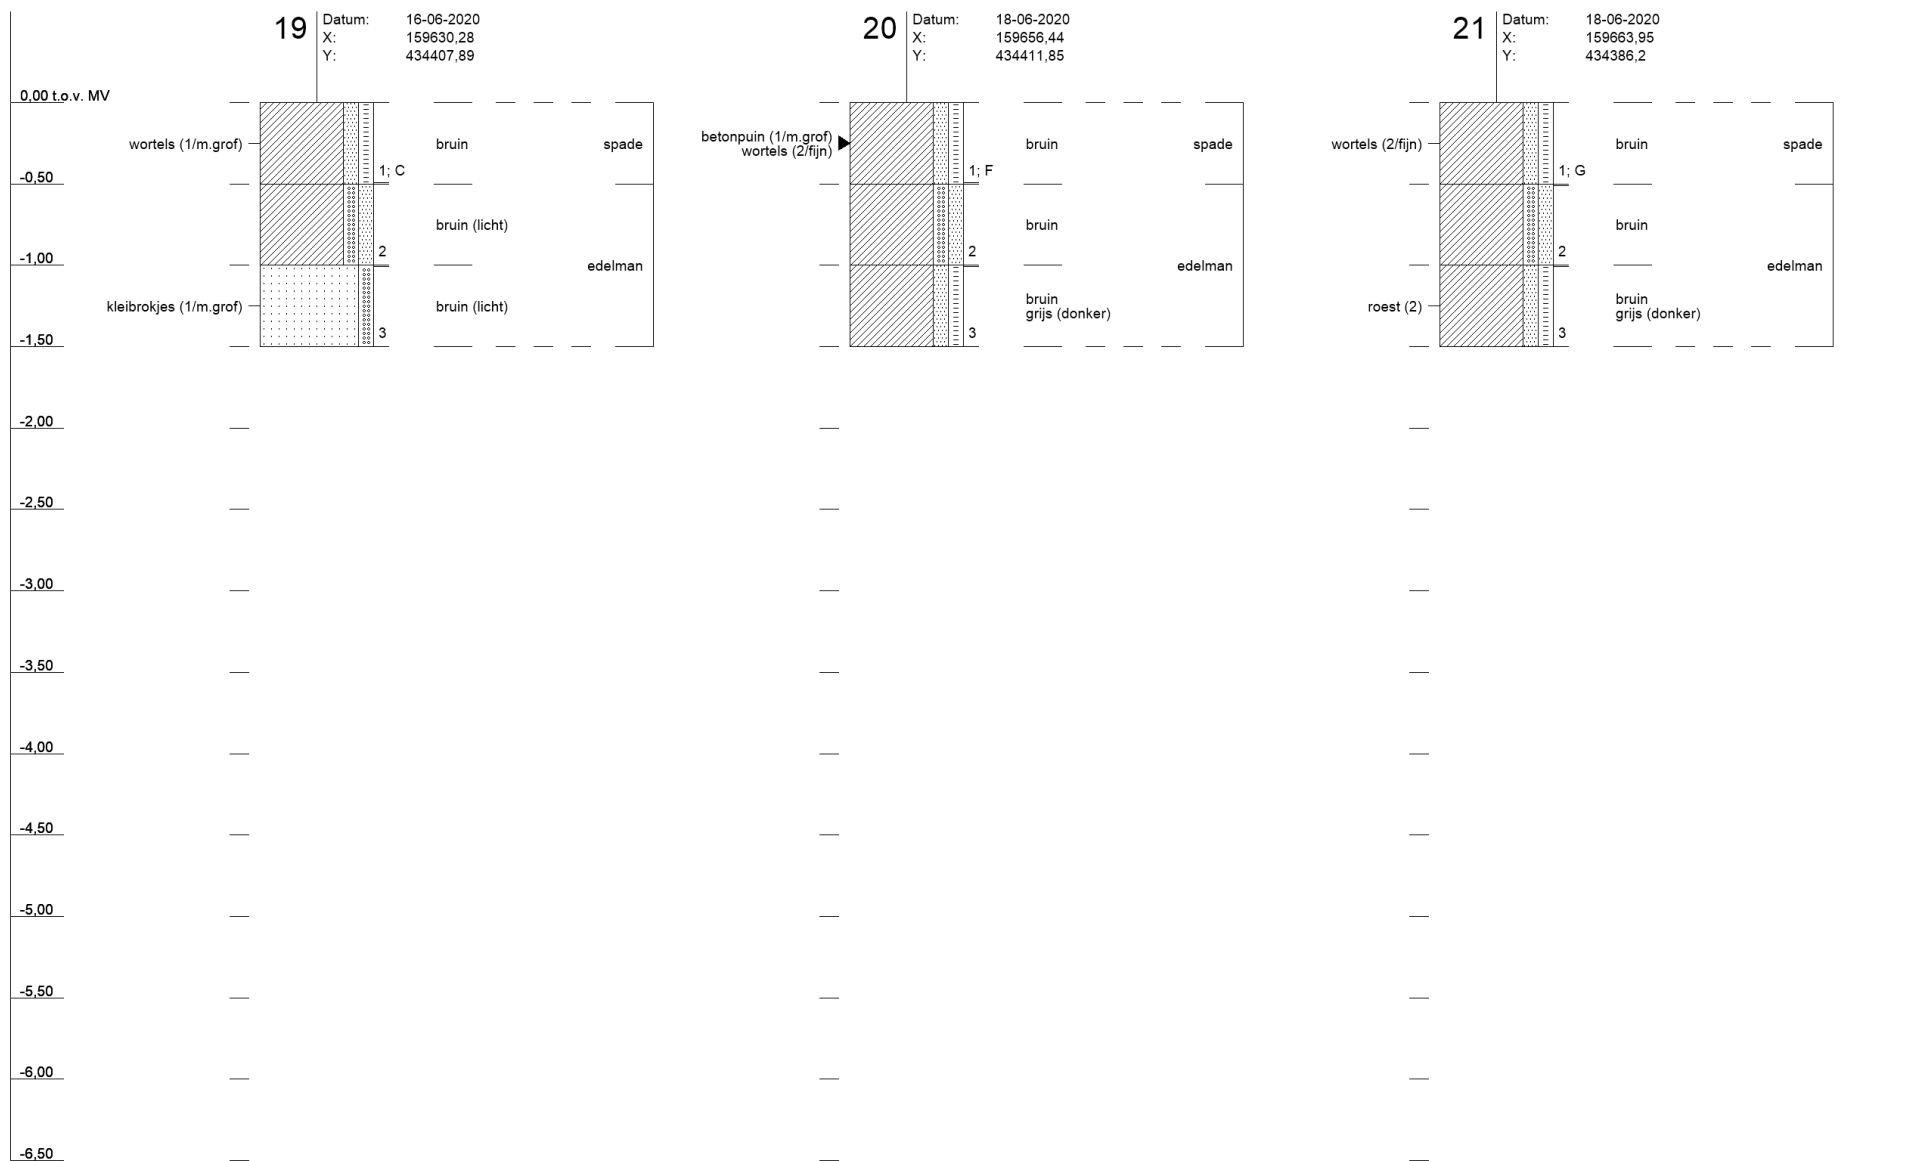 19
Datum: 16-06-2020
X: 159630,28
Y: 434407,89
20
Datum: 18-06-2020
X: 159656,44
Y: 434411,85
21
Datum: 18-06-2020
X: 159663,95
Y: 434386,2
0,00 t.o.v. MV
-0,50
-1,00
-1,50
-2,00
-2,50
-3,00
-3,50
-4,00
-4,50
-5,00
-5,50
-6,00
-6,50
wortels (1/m.grof)
1; C
bruin
spade
2
bruin (licht)
edelman
kleibrokjes (1/m.grof)
3
bruin (licht)
betonpuin (1/m.grof)
wortels (2/fijn)
1; F
bruin
spade
2
bruin
edelman
3
bruin
grijs (donker)
wortels (2/fijn)
1; G
bruin
spade
2
bruin
edelman
roest (2)
3
bruin
grijs (donker)